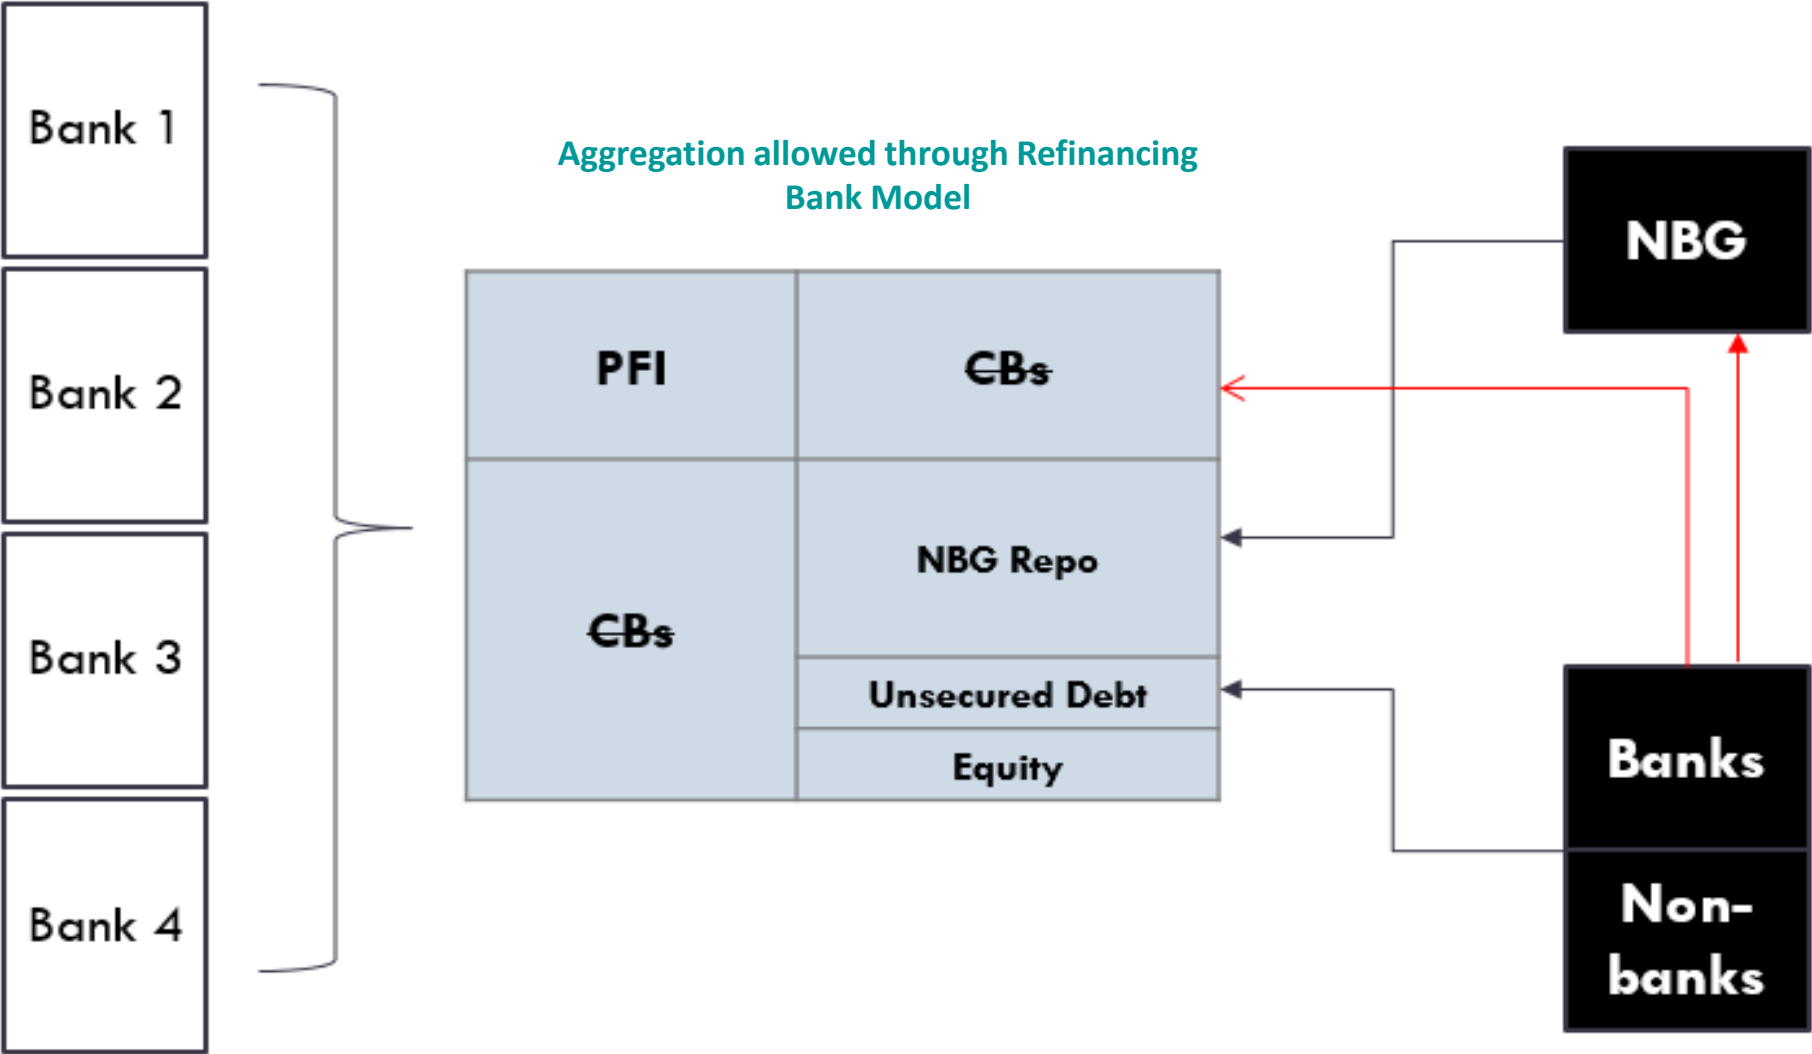 Bank 1
Bank 2
Bank 3
Bank 4
Aggregation allowed through Refinancing
Bank Model
PFI
CBs
CBs
NBG Repo
Unsecured Debt
Equity
NBG
Banks
Non-
banks